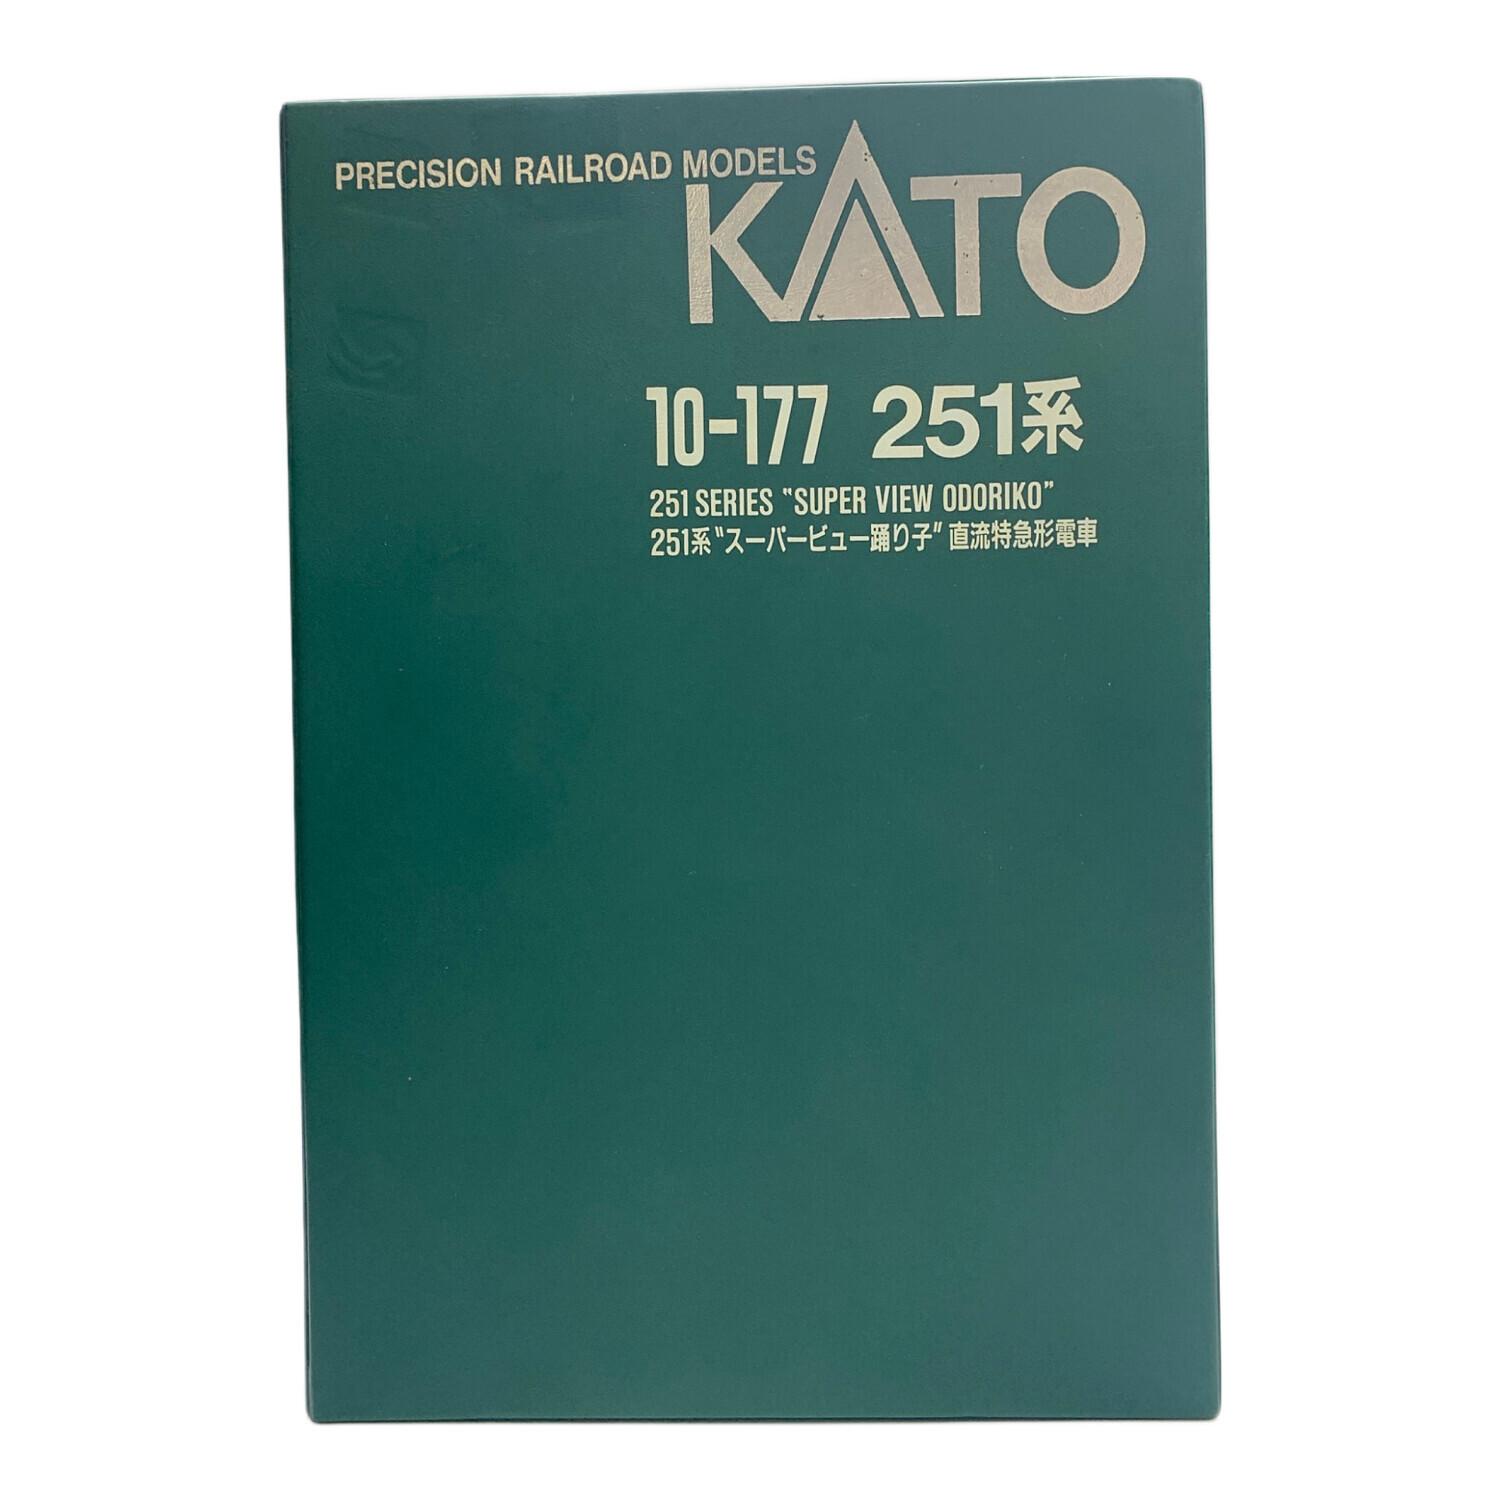 PRECISION RAILROAD MODELS
KATO
10-177 251系
251 SERIES "SUPER VIEW ODORIKO"
251系"スーパービュー踊り子"直流特急形電車